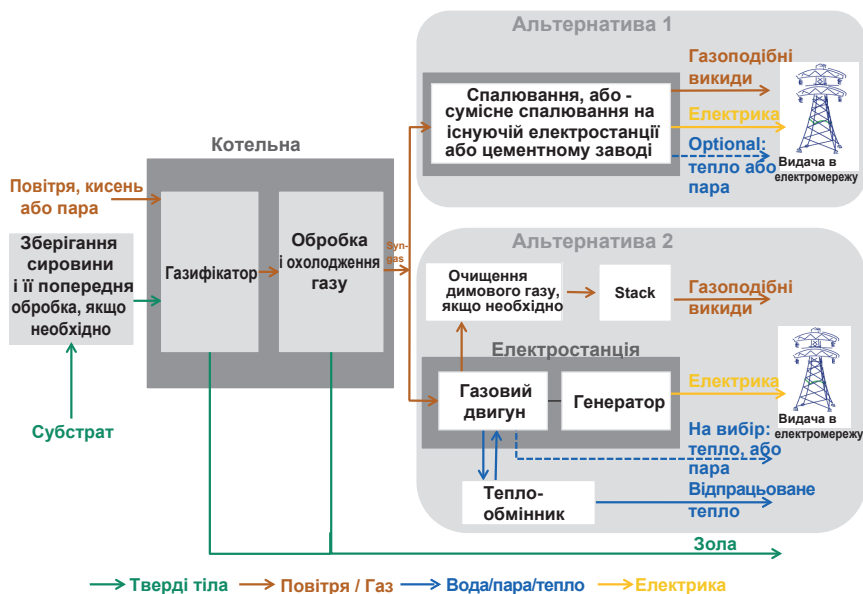 Альтернатива 1
Газоподібні
викиди
Спалювання, або -
сумісне спалювання на
існуючій електростанції
або цементному заводі
Електрика
Optional:
тепло або
пара
Видача в
електромережу
Котельна
Повітря, кисень
або пара
Зберігання
сировини
і її попередня
обробка, якщо
необхідно
Газифікатор
Обробка
і охолодження
газу
Syn-
gas
Субстрат
Альтернатива 2
Очищення
димового газу,
якщо необхідно
Stack
Газоподібні
викиди
Електростанція
Газовий
двигун
Генератор
Електрика
Видача в
електромережу
На вибір:
тепло, або
пара
Тепло-
обмінник
Відпрацьоване
тепло
Зола
Тверді тіла
Повітря / Газ
Вода/пара/тепло
Електрика